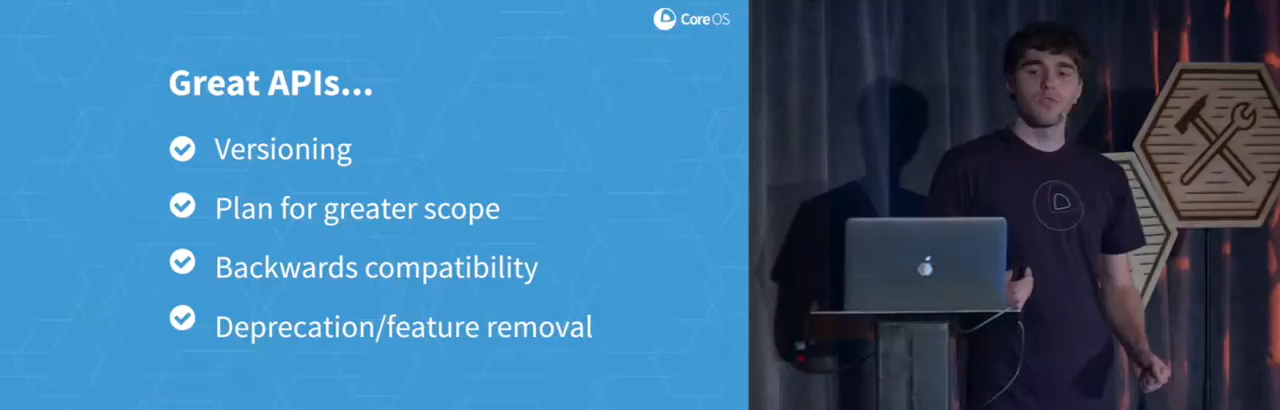 CoreOS
Great APIs...
Versioning
Plan for greater scope
Backwards compatibility
Deprecation/feature removal